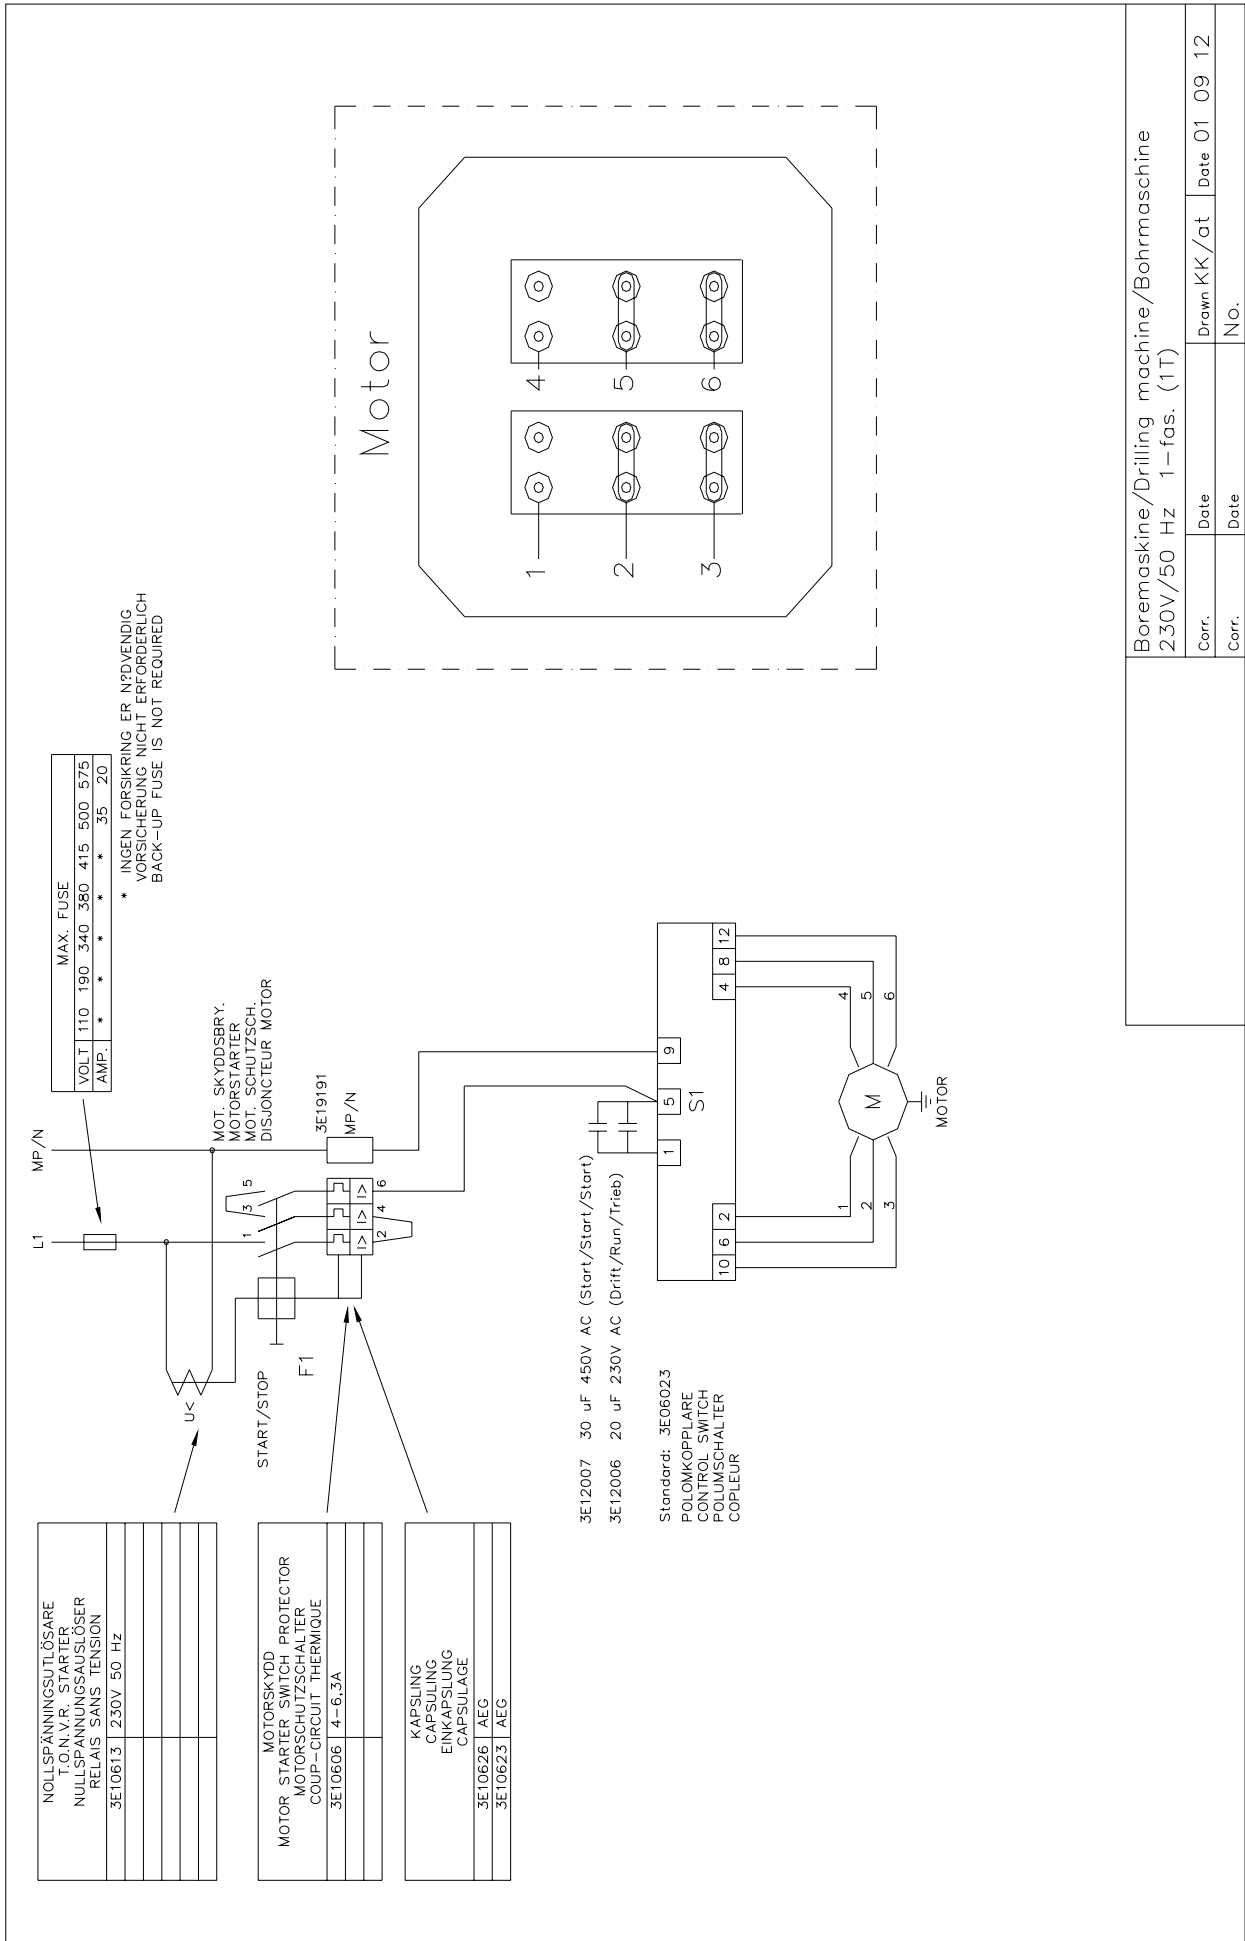 NOLLSPÄNNINGSUTLÖSARE
T.O.N.V.R. STARTER
NULLSPANNUNGSAUSLÖSER
RELAIS SANS TENSION
3E10613 230V 50 Hz
MOTORSKYDD
MOTOR STARTER SWITCH PROTECTOR
MOTORSCHUTZSCHALTER
COUP-CIRCUIT THERMIQUE
3E10606 4-6,3A
KAPSLING
CAPSULING
EINKAPSLUNG
CAPSULAGE
3E10626 AEG
3E10623 AEG
L1
MP/N
MAX. FUSE
VOLT 110 190 340 380 415 500 575
AMP. * * * * * 35 20
* INGEN FORSIKRING ER N?DVENDIG
VORSICHERUNG NICHT ERFORDERLICH
BACK-UP FUSE IS NOT REQUIRED
U<
START/STOP
F1
1 3 5
I> I> I>
2 4 6
MOT. SKYDDSBRY.
MOTORSTARTER
MOT. SCHUTZSCH.
DISJONCTEUR MOTOR
3E19191
MP/N
3E12007 30 uF 450V AC (Start/Start/Start)
3E12006 20 uF 230V AC (Drift/Run/Trieb)
Standard: 3E06023
POLOMKOPPLARE
CONTROL SWITCH
POLUMSCHALTER
COPLEUR
1 5 9
S1
10 6 2 4 8 12
1 4
2 5
3 6
M
MOTOR
Motor
1 4
2 5
3 6
Boremaskine/Drilling machine/Bohrmaschine
230V/50 Hz 1-fas. (1T)
Corr. Date Drawn KK/at Date 01 09 12
Corr. Date No.